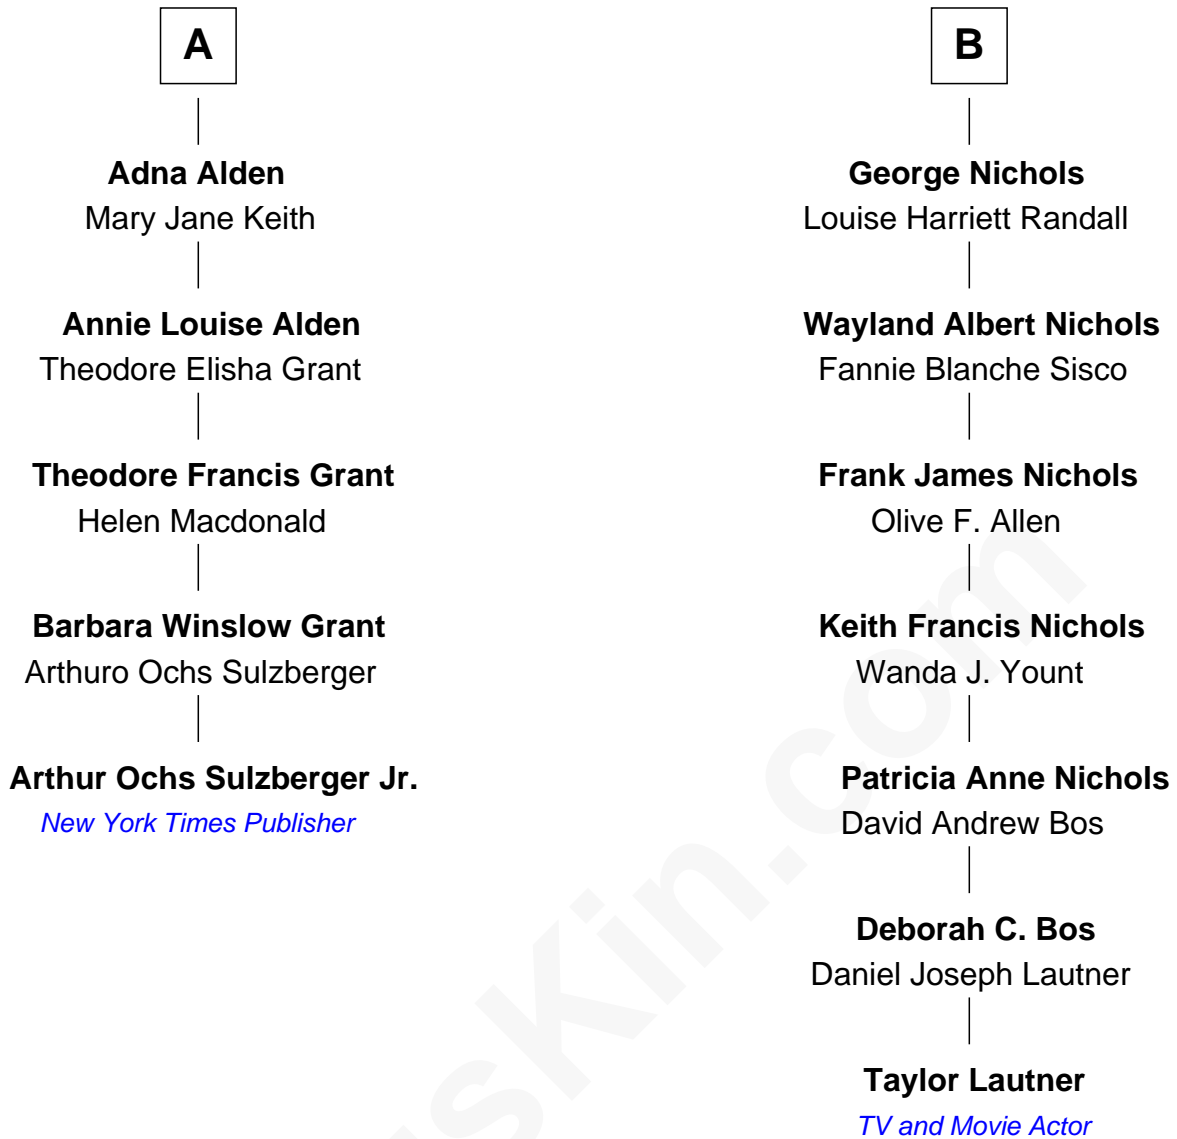 A
Adna Alden
Mary Jane Keith
Annie Louise Alden
Theodore Elisha Grant
Theodore Francis Grant
Helen Macdonald
Barbara Winslow Grant
Arthuro Ochs Sulzberger
Arthur Ochs Sulzberger Jr.
New York Times Publisher
B
George Nichols
Louise Harriett Randall
Wayland Albert Nichols
Fannie Blanche Sisco
Frank James Nichols
Olive F. Allen
Keith Francis Nichols
Wanda J. Yount
Patricia Anne Nichols
David Andrew Bos
Deborah C. Bos
Daniel Joseph Lautner
Taylor Lautner
TV and Movie Actor